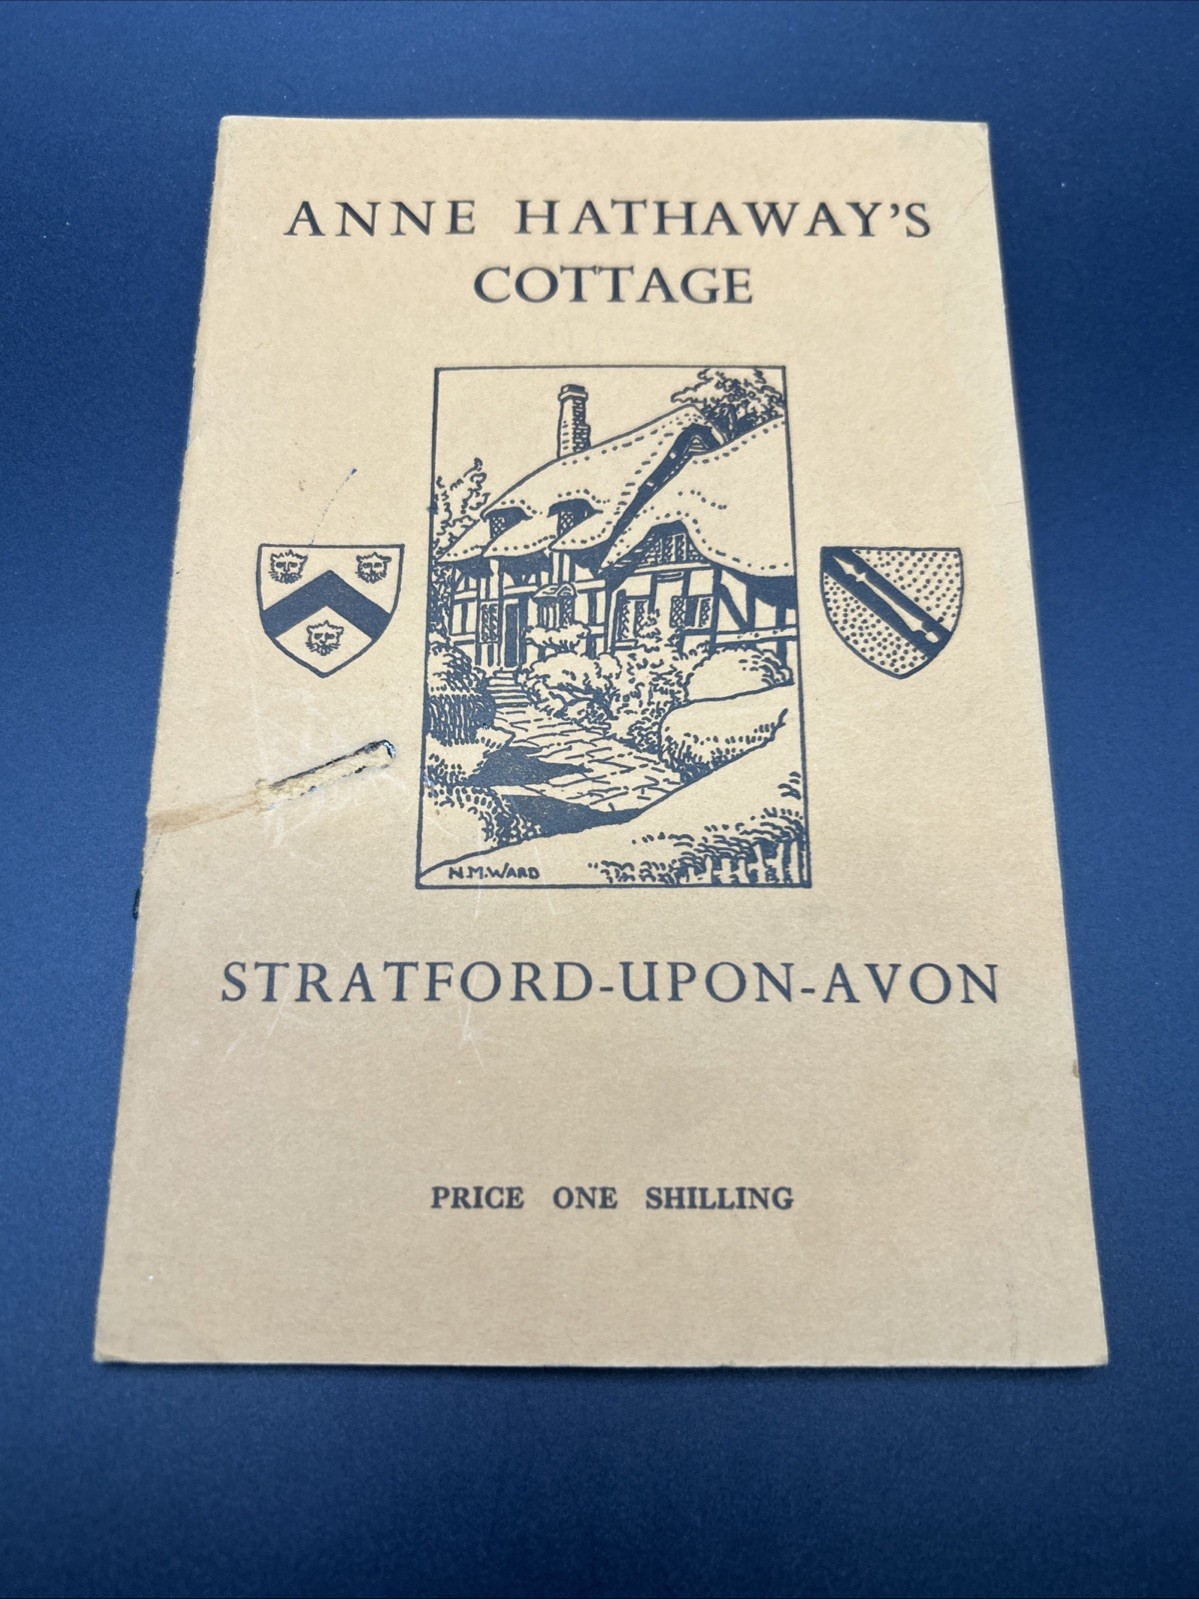 ANNE HATHAWAY'S
COTTAGE
N.M.WARD
STRATFORD-UPON-AVON
PRICE ONE SHILLING